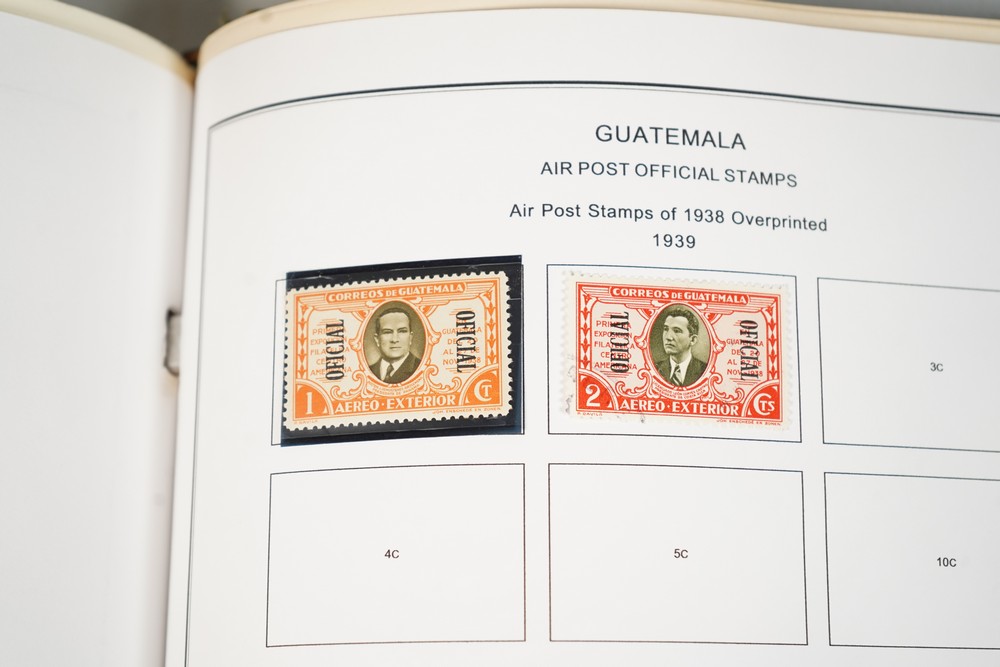 GUATEMALA
AIR POST OFFICIAL STAMPS
Air Post Stamps of 1938 Overprinted
1939
CORREOS DE GUATEMALA
OFICIAL
OFICIAL
1
AEREO·EXTERIOR
CT
CORREOS DE GUATEMALA
OFICIAL
OFICIAL
2
AEREO·EXTERIOR
CTS
3C
4C
5C
10C